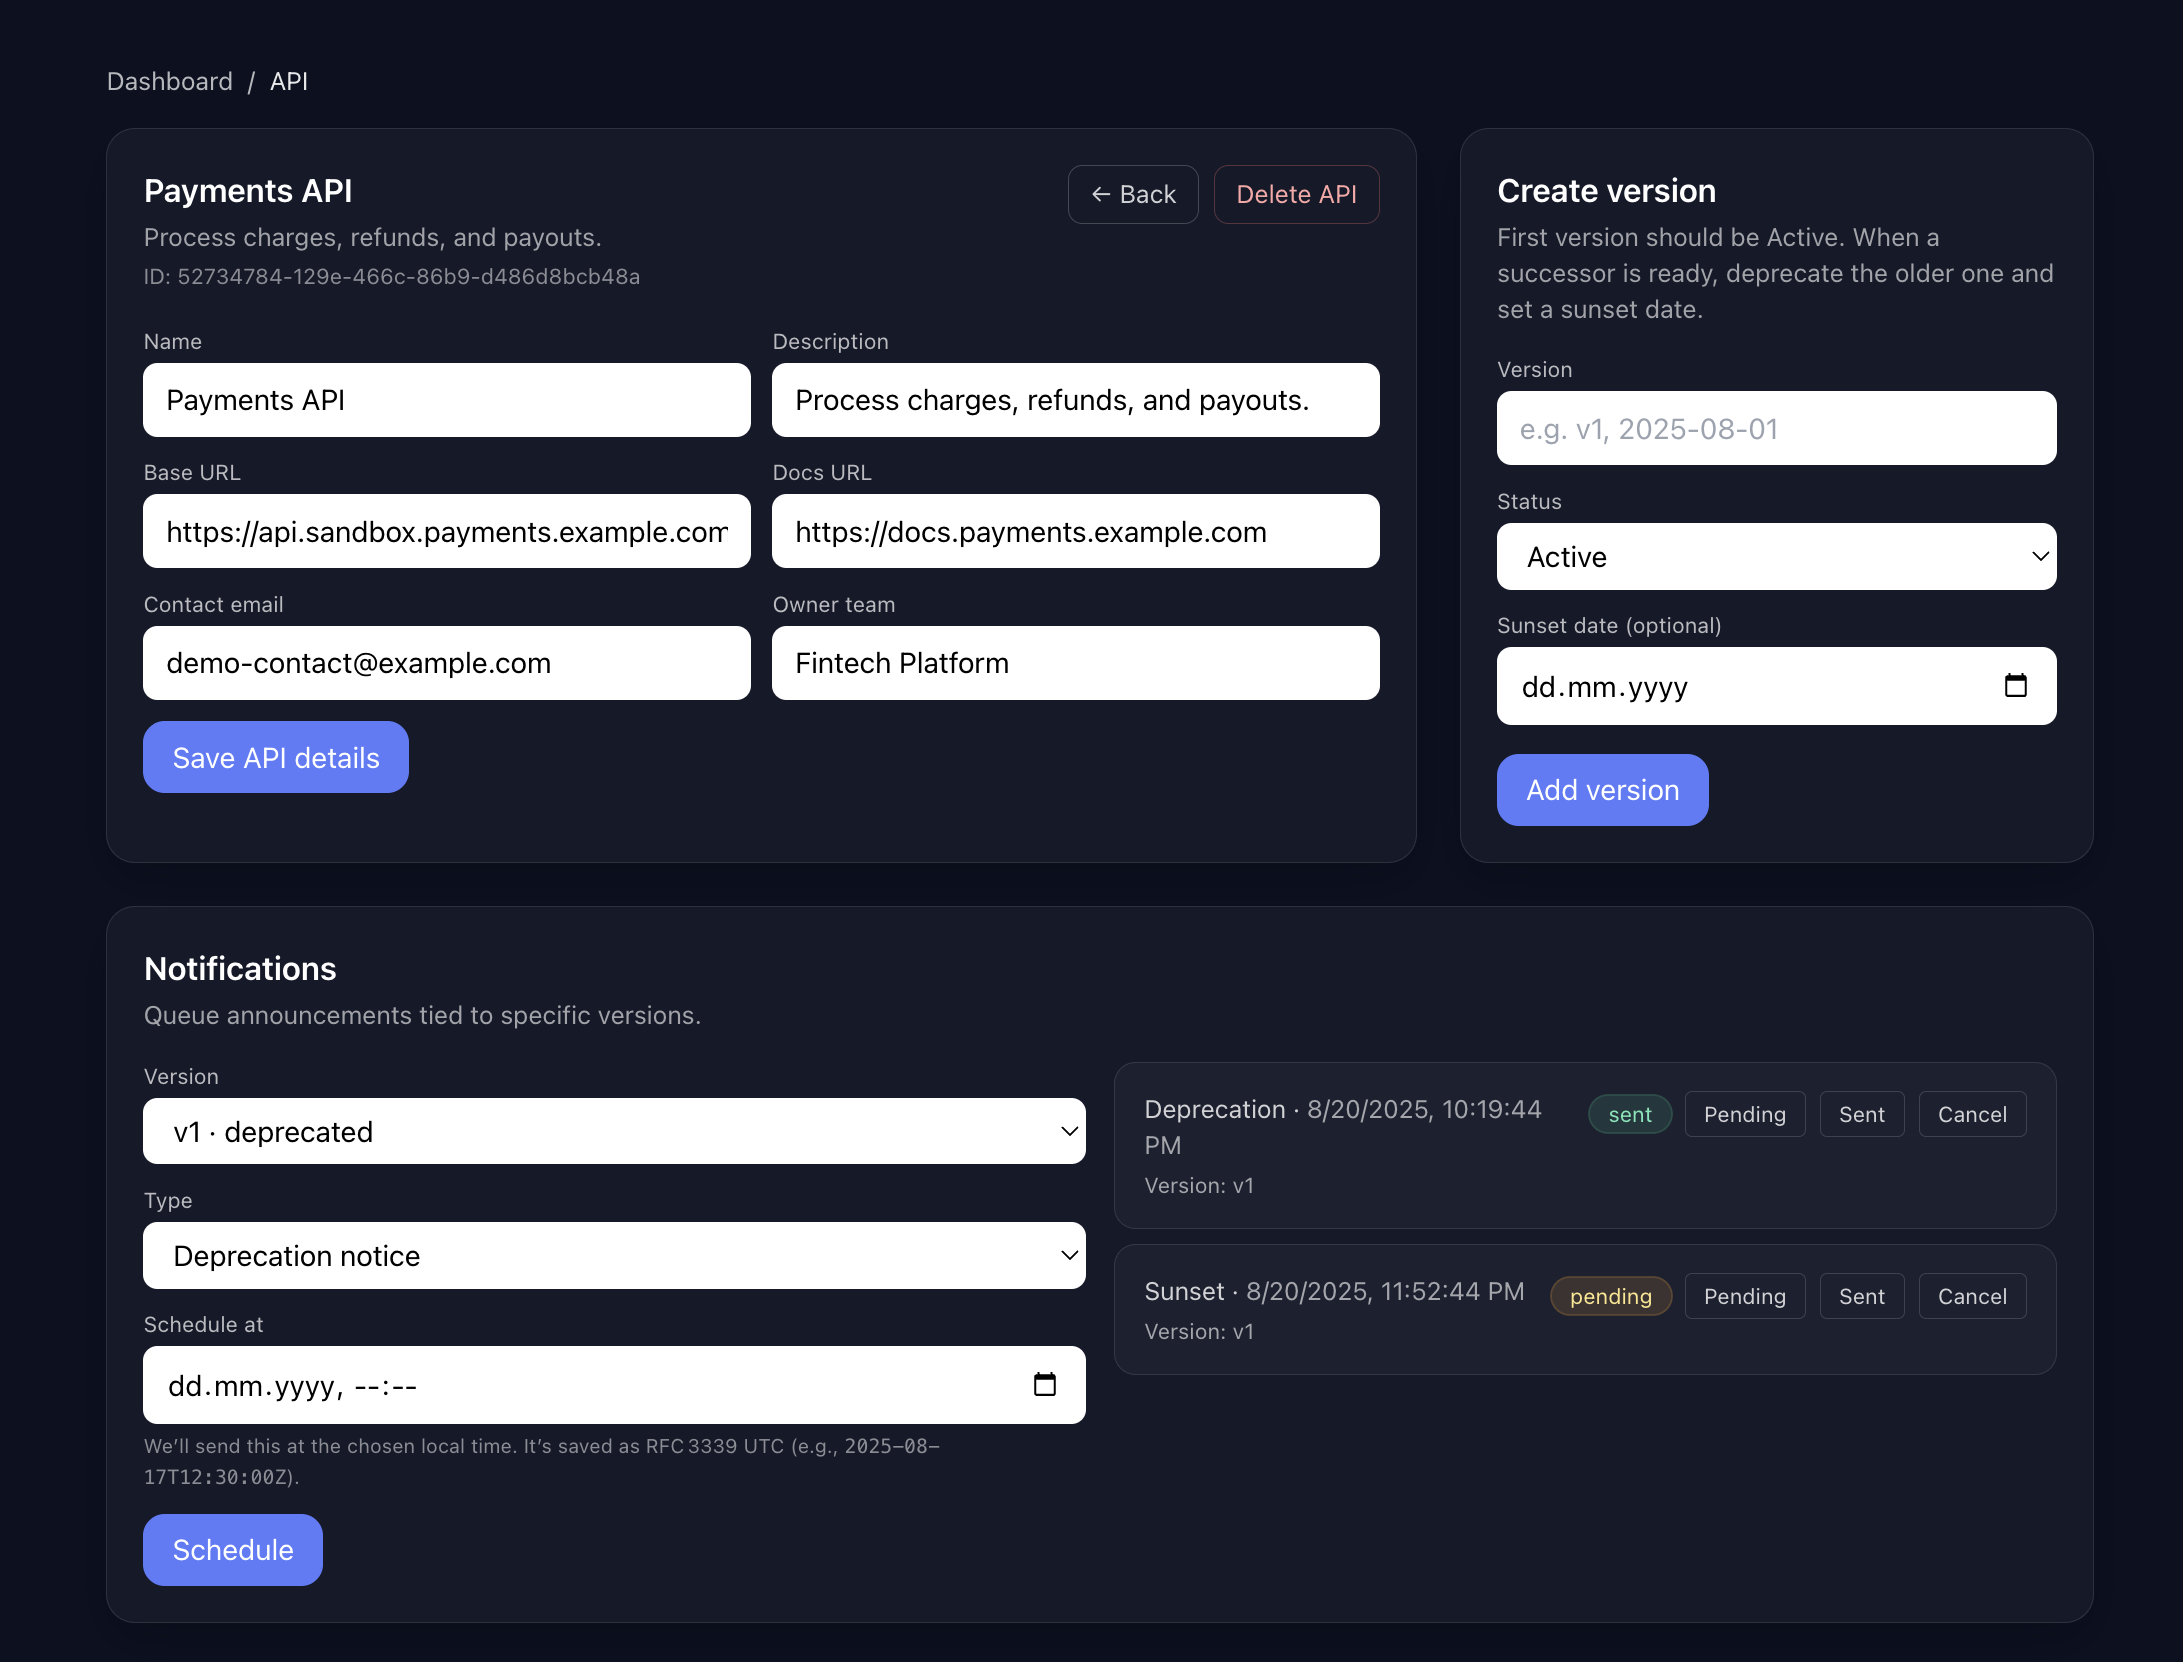 Dashboard / API
Payments API
← Back
Delete API
Process charges, refunds, and payouts.
ID: 52734784-129e-466c-86b9-d486d8bcb48a
Name
Payments API
Description
Process charges, refunds, and payouts.
Base URL
https://api.sandbox.payments.example.com
Docs URL
https://docs.payments.example.com
Contact email
demo-contact@example.com
Owner team
Fintech Platform
Save API details
Create version
First version should be Active. When a
successor is ready, deprecate the older one and
set a sunset date.
Version
e.g. v1, 2025-08-01
Status
Active
Sunset date (optional)
dd.mm.yyyy
Add version
Notifications
Queue announcements tied to specific versions.
Version
v1 · deprecated
Type
Deprecation notice
Schedule at
dd.mm.yyyy, --:--
We’ll send this at the chosen local time. It’s saved as RFC 3339 UTC (e.g., 2025-08-
17T12:30:00Z).
Schedule
Deprecation · 8/20/2025, 10:19:44
PM
Version: v1
sent
Pending
Sent
Cancel
Sunset · 8/20/2025, 11:52:44 PM
Version: v1
pending
Pending
Sent
Cancel